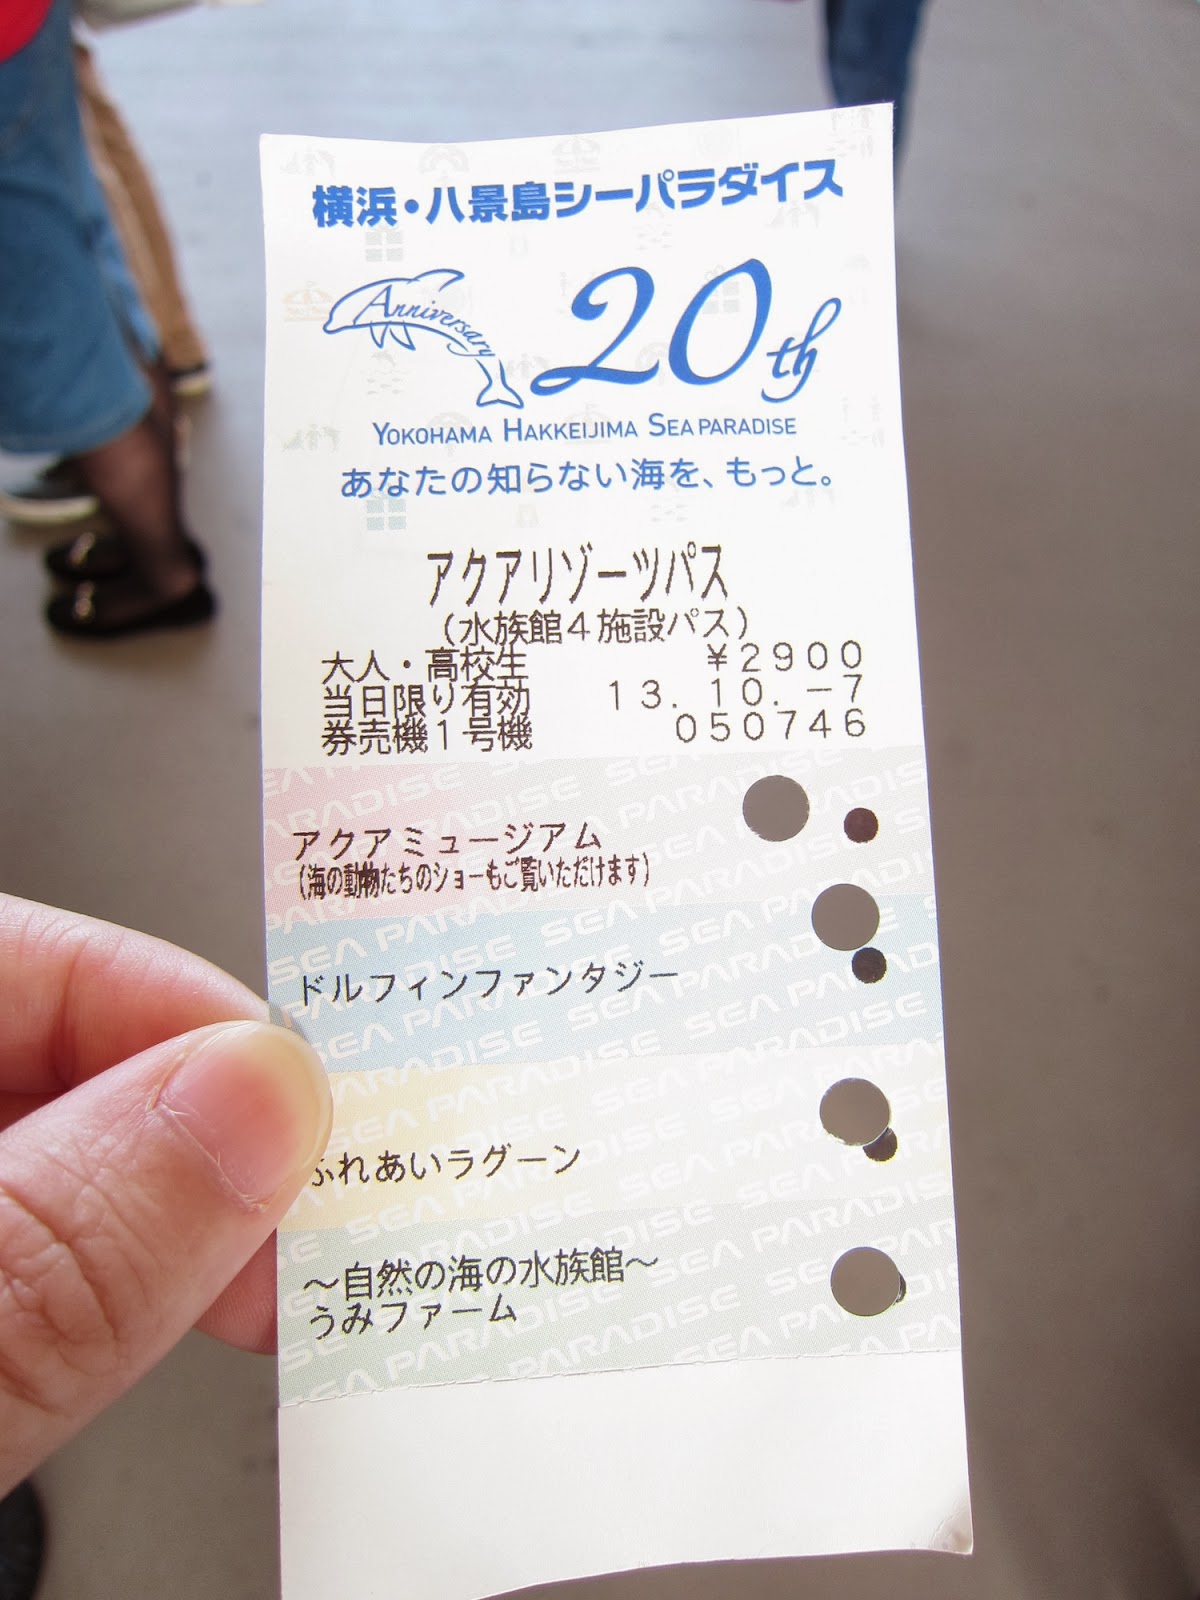 横浜・八景島シーパラダイス
Anniversary 20th
YOKOHAMA HAKKEIJIMA SEA PARADISE
あなたの知らない海を、もっと。
アクアリゾーツパス
（水族館４施設パス）
大人・高校生 ¥2900
当日限り有効 13. 10. －7
券売機１号機 050746
アクアミュージアム
（海の動物たちのショーもご覧いただけます）
ドルフィンファンタジー
ふれあいラグーン
～自然の海の水族館～
うみファーム
SEA PARADISE